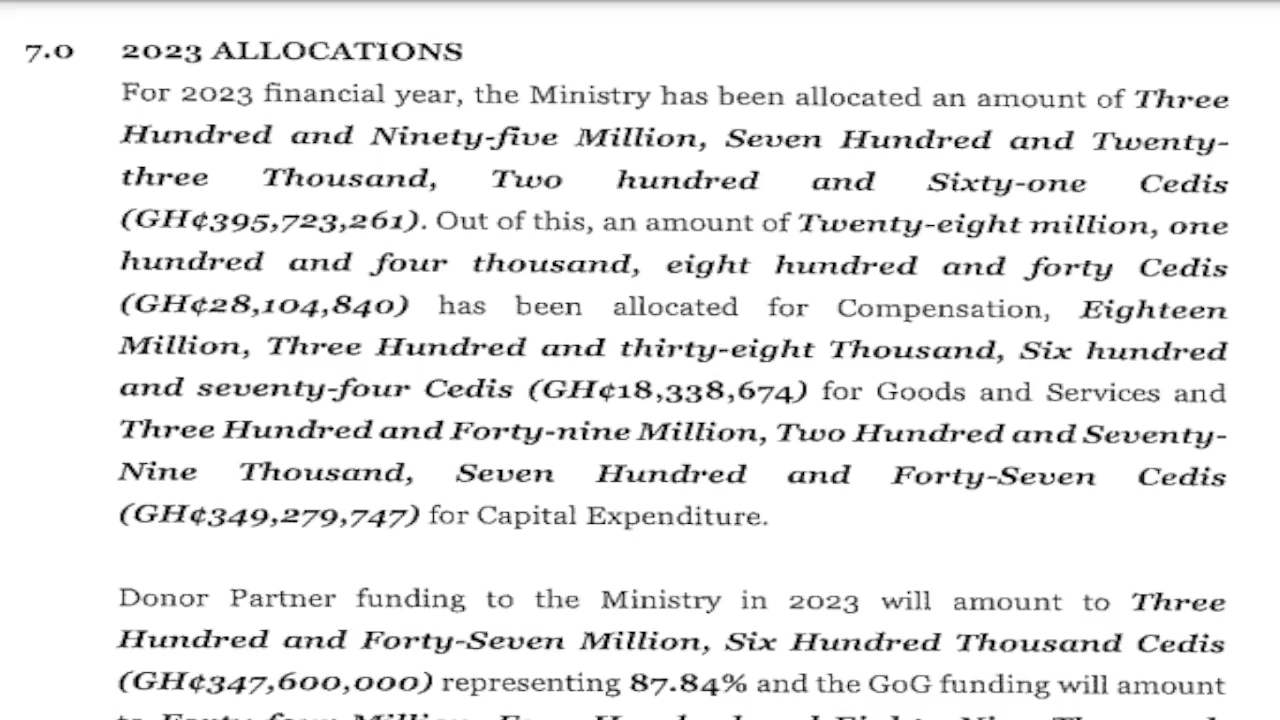 7.0 2023 ALLOCATIONS
For 2023 financial year, the Ministry has been allocated an amount of Three
Hundred and Ninety-five Million, Seven Hundred and Twenty-
three Thousand, Two hundred and Sixty-one Cedis
(GH¢395,723,261). Out of this, an amount of Twenty-eight million, one
hundred and four thousand, eight hundred and forty Cedis
(GH¢28,104,840) has been allocated for Compensation, Eighteen
Million, Three Hundred and thirty-eight Thousand, Six hundred
and seventy-four Cedis (GH¢18,338,674) for Goods and Services and
Three Hundred and Forty-nine Million, Two Hundred and Seventy-
Nine Thousand, Seven Hundred and Forty-Seven Cedis
(GH¢349,279,747) for Capital Expenditure.
Donor Partner funding to the Ministry in 2023 will amount to Three
Hundred and Forty-Seven Million, Six Hundred Thousand Cedis
(GH¢347,600,000) representing 87.84% and the GoG funding will amount